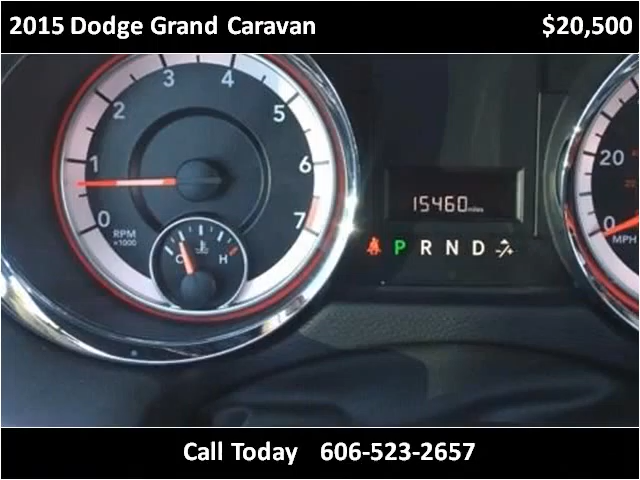 2015 Dodge Grand Caravan $20,500
0 1 2 3 4 5 6 7
RPM
x1000
C H
15460 miles
P R N D
20
0
MPH
Call Today 606-523-2657